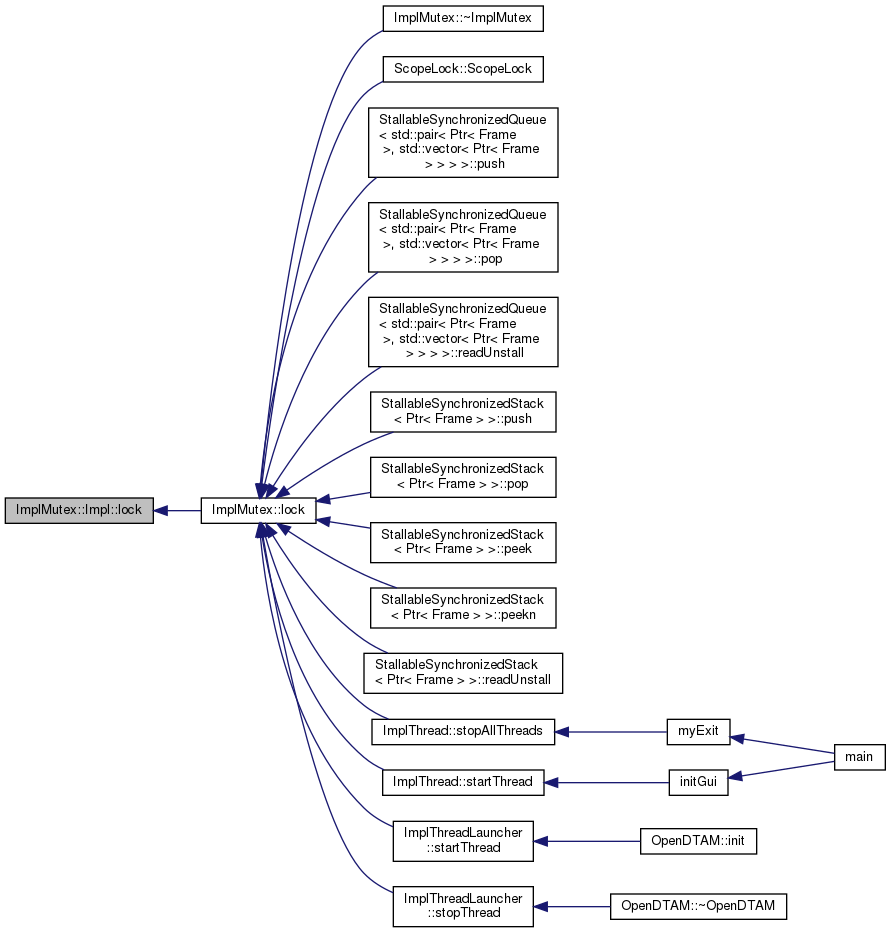 ImplMutex::~ImplMutex
ScopeLock::ScopeLock
StallableSynchronizedQueue
< std::pair< Ptr< Frame
>, std::vector< Ptr< Frame
> > > >::push
StallableSynchronizedQueue
< std::pair< Ptr< Frame
>, std::vector< Ptr< Frame
> > > >::pop
StallableSynchronizedQueue
< std::pair< Ptr< Frame
>, std::vector< Ptr< Frame
> > > >::readUnstall
StallableSynchronizedStack
< Ptr< Frame > >::push
StallableSynchronizedStack
< Ptr< Frame > >::pop
ImplMutex::Impl::lock
ImplMutex::lock
StallableSynchronizedStack
< Ptr< Frame > >::peek
StallableSynchronizedStack
< Ptr< Frame > >::peekn
StallableSynchronizedStack
< Ptr< Frame > >::readUnstall
ImplThread::stopAllThreads
myExit
main
ImplThread::startThread
initGui
ImplThreadLauncher
::startThread
OpenDTAM::init
ImplThreadLauncher
::stopThread
OpenDTAM::~OpenDTAM